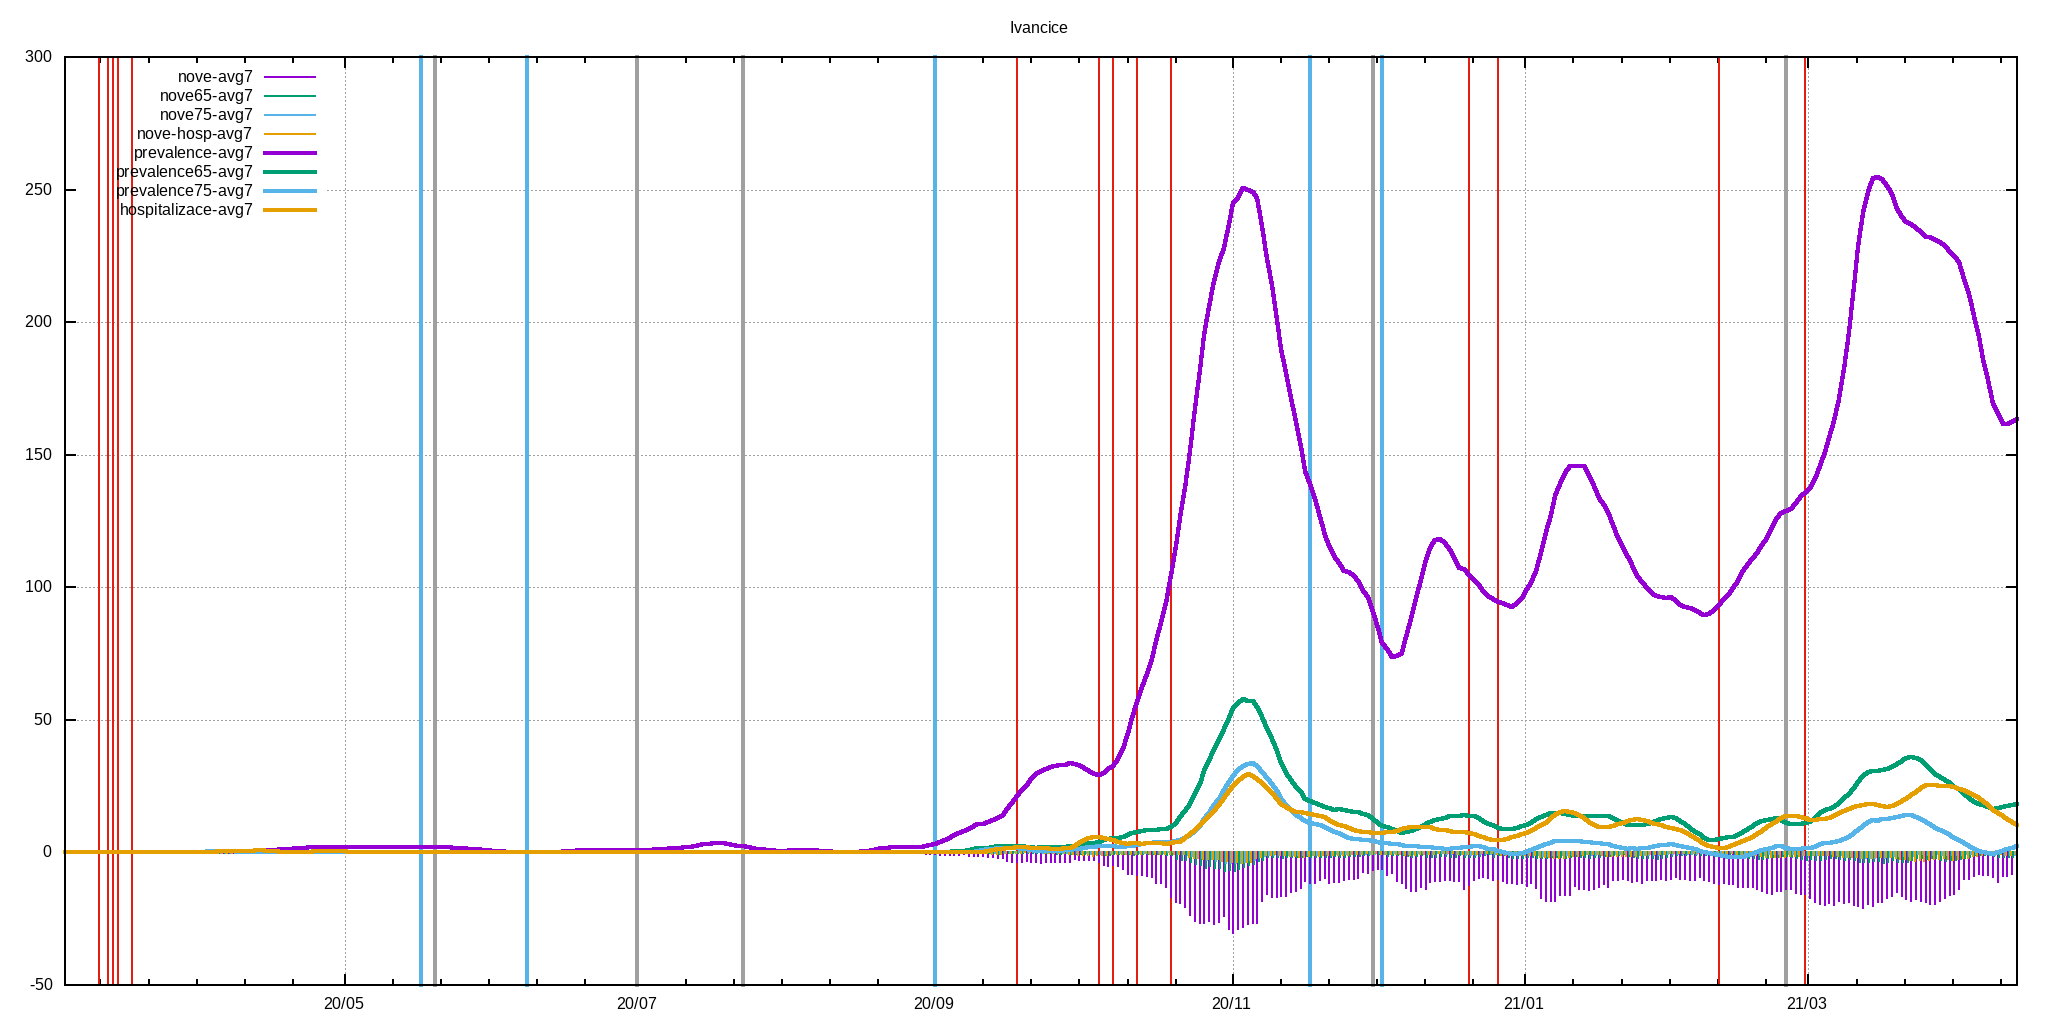 Ivancice
300
250
200
150
100
50
0
-50
nove-avg7
nove65-avg7
nove75-avg7
nove-hosp-avg7
prevalence-avg7
prevalence65-avg7
prevalence75-avg7
hospitalizace-avg7
20/05 20/07 20/09 20/11 21/01 21/03